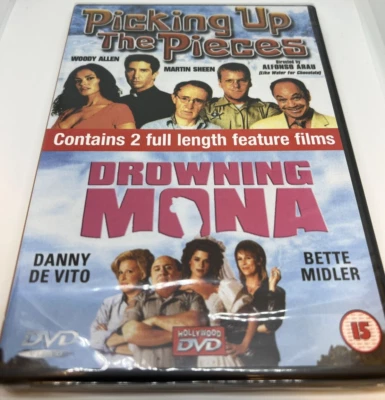 Picking Up
The Pieces
WOODY ALLEN
MARTIN SHEEN
Directed by
ALFONSO ARAU
(Like Water for Chocolate)
Contains 2 full length feature films
DROWNING
MONA
DANNY
DE VITO
BETTE
MIDLER
DVD
HOLLYWOOD
DVD
15